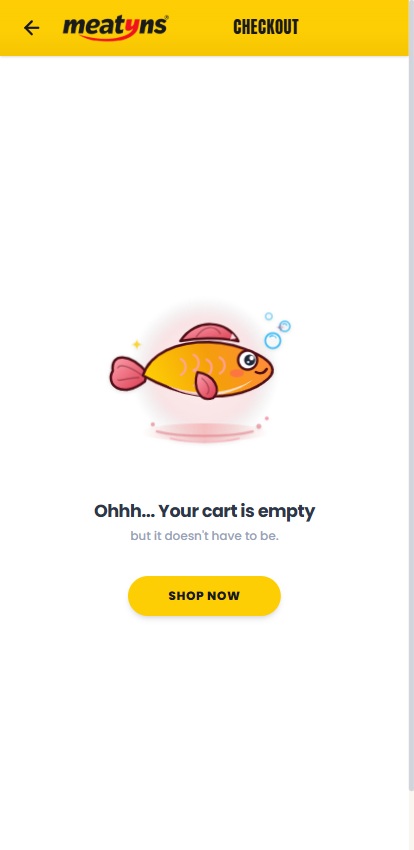 meatyns
CHECKOUT
Ohhh... Your cart is empty
but it doesn't have to be.
SHOP NOW